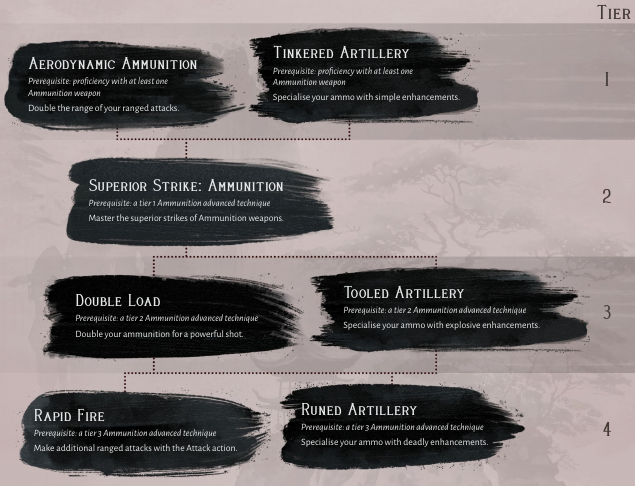 Tier
Aerodynamic Ammunition
Prerequisite: proficiency with at least one
Ammunition weapon
Double the range of your ranged attacks.
Tinkered Artillery
Prerequisite: proficiency with at least one
Ammunition weapon
Specialise your ammo with simple enhancements.
1
Superior Strike: Ammunition
Prerequisite: a tier 1 Ammunition advanced technique
Master the superior strikes of Ammunition weapons.
2
Double Load
Prerequisite: a tier 2 Ammunition advanced technique
Double your ammunition for a powerful shot.
Tooled Artillery
Prerequisite: a tier 2 Ammunition advanced technique
Specialise your ammo with explosive enhancements.
3
Rapid Fire
Prerequisite: a tier 3 Ammunition advanced technique
Make additional ranged attacks with the Attack action.
Runed Artillery
Prerequisite: a tier 3 Ammunition advanced technique
Specialise your ammo with deadly enhancements.
4